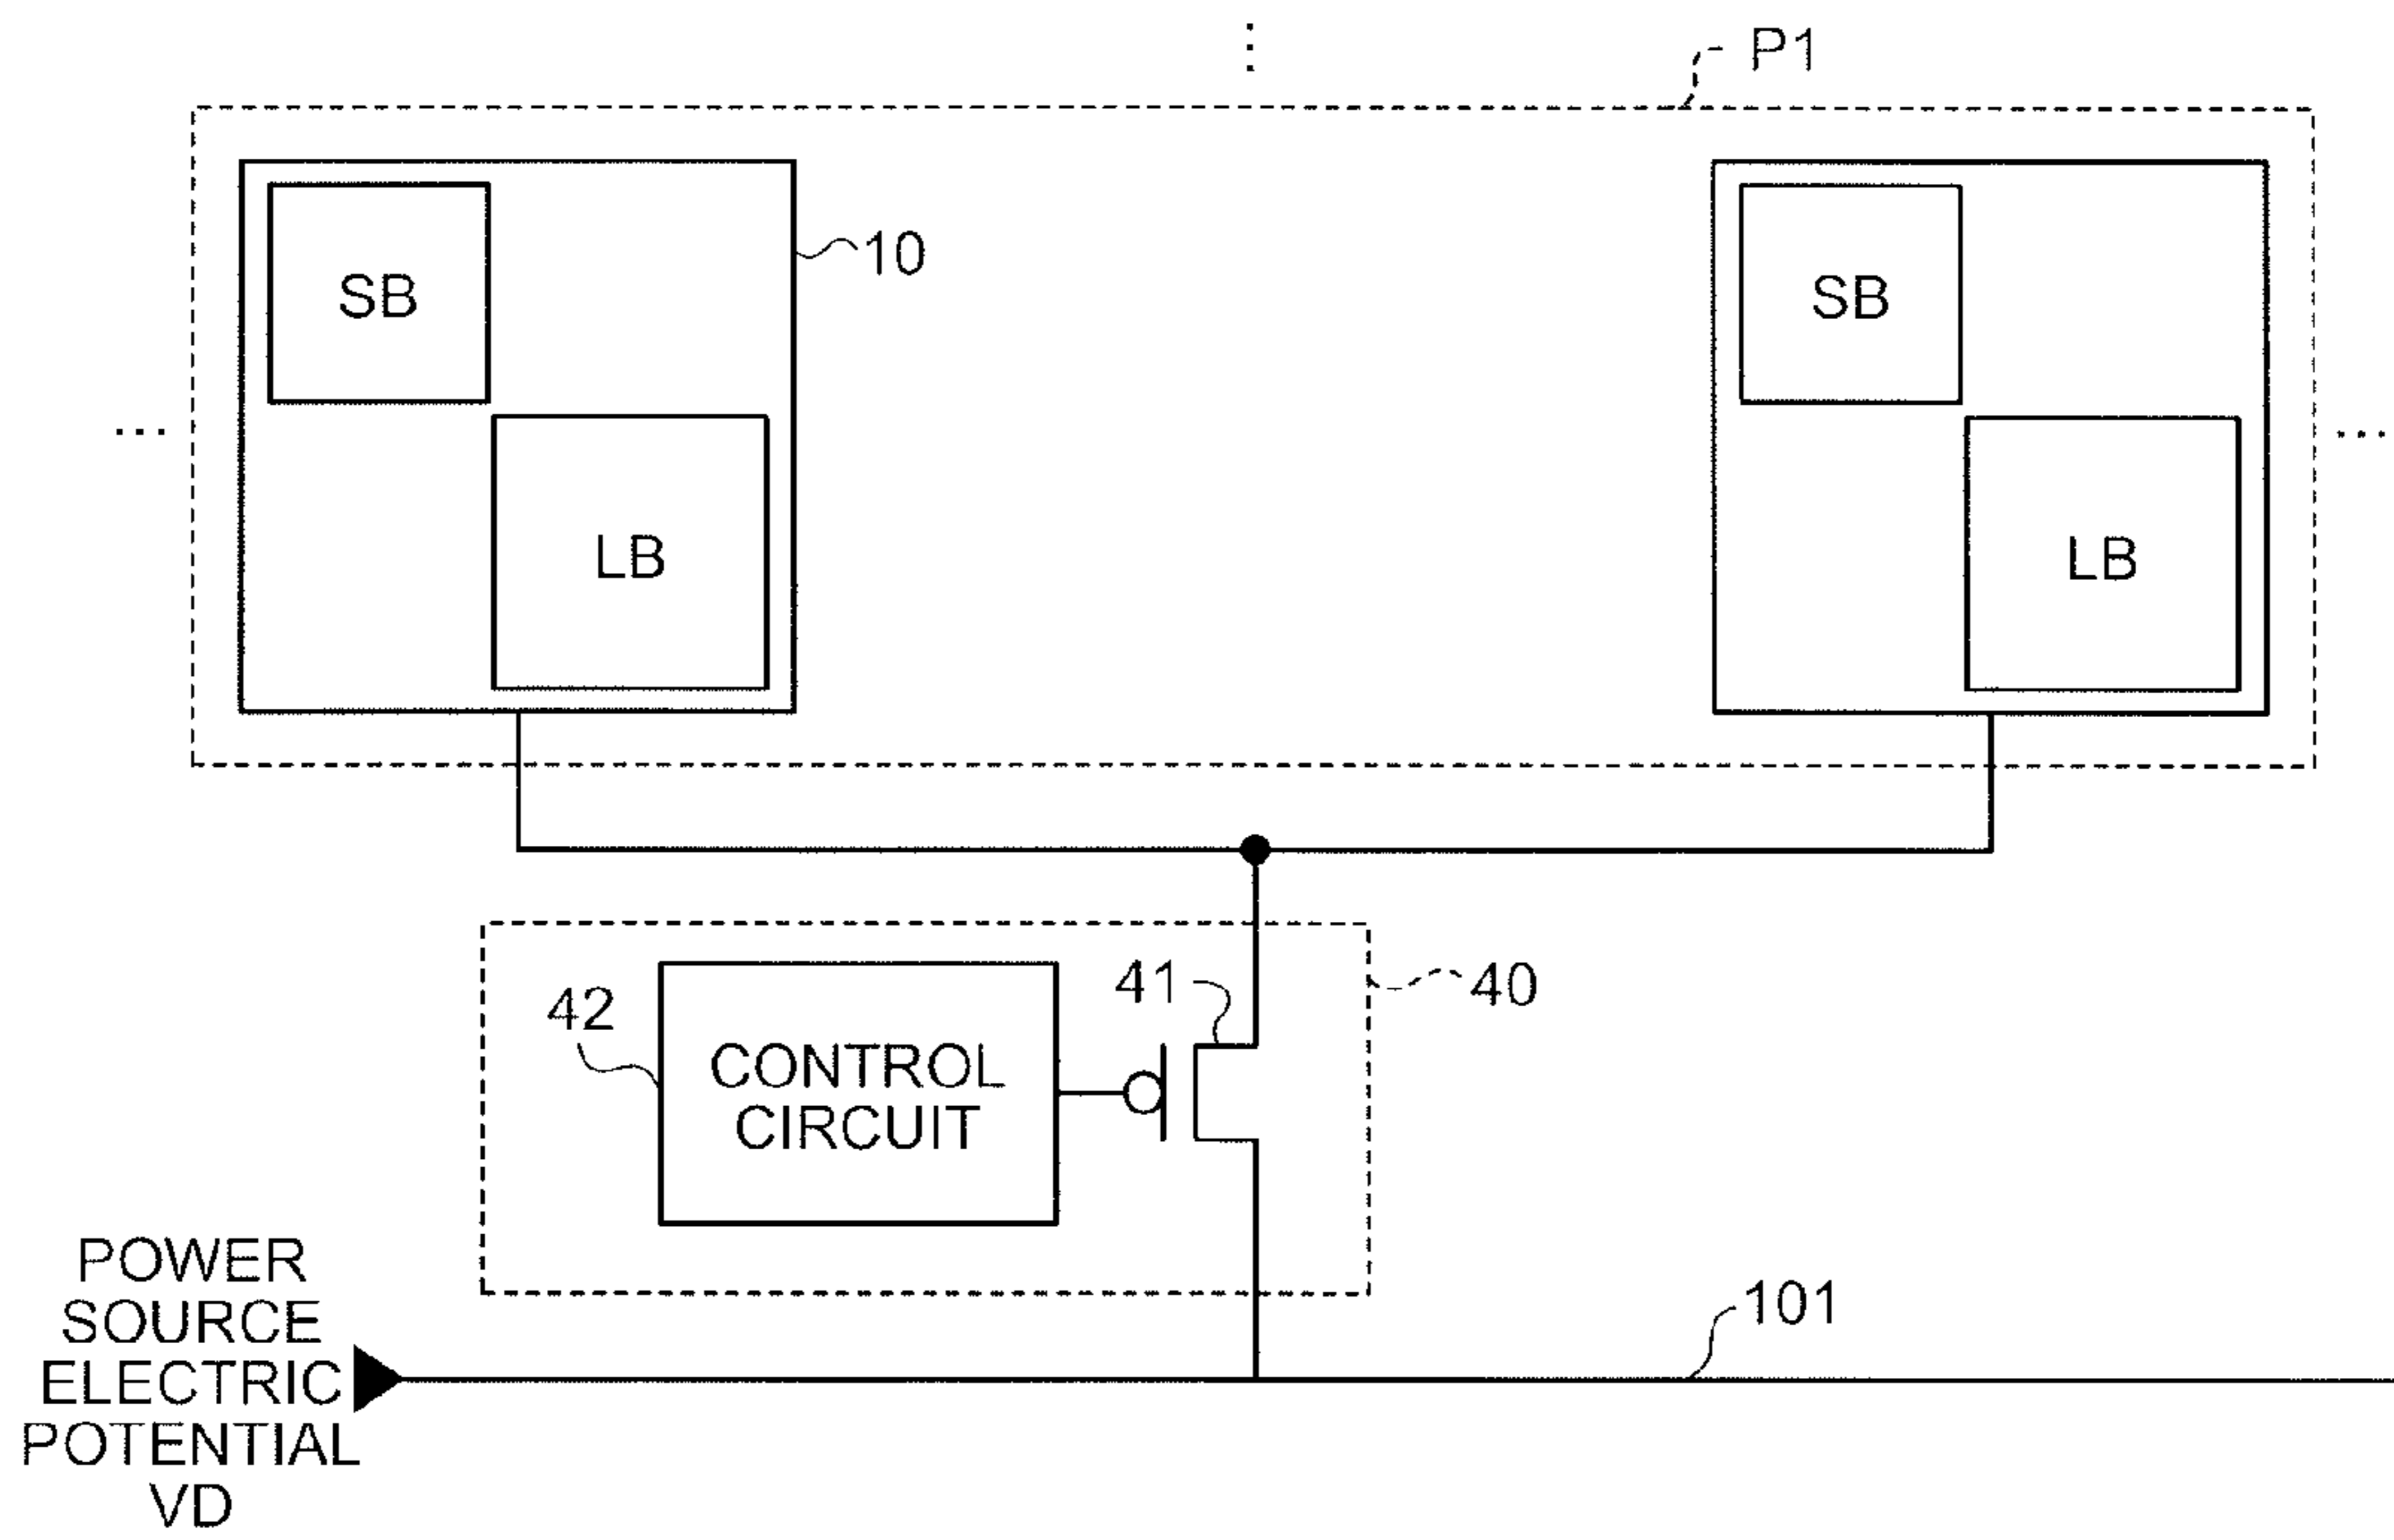 P1
SB
10
SB
LB
LB
41
40
42
CONTROL
CIRCUIT
POWER
SOURCE
ELECTRIC
POTENTIAL
VD
101